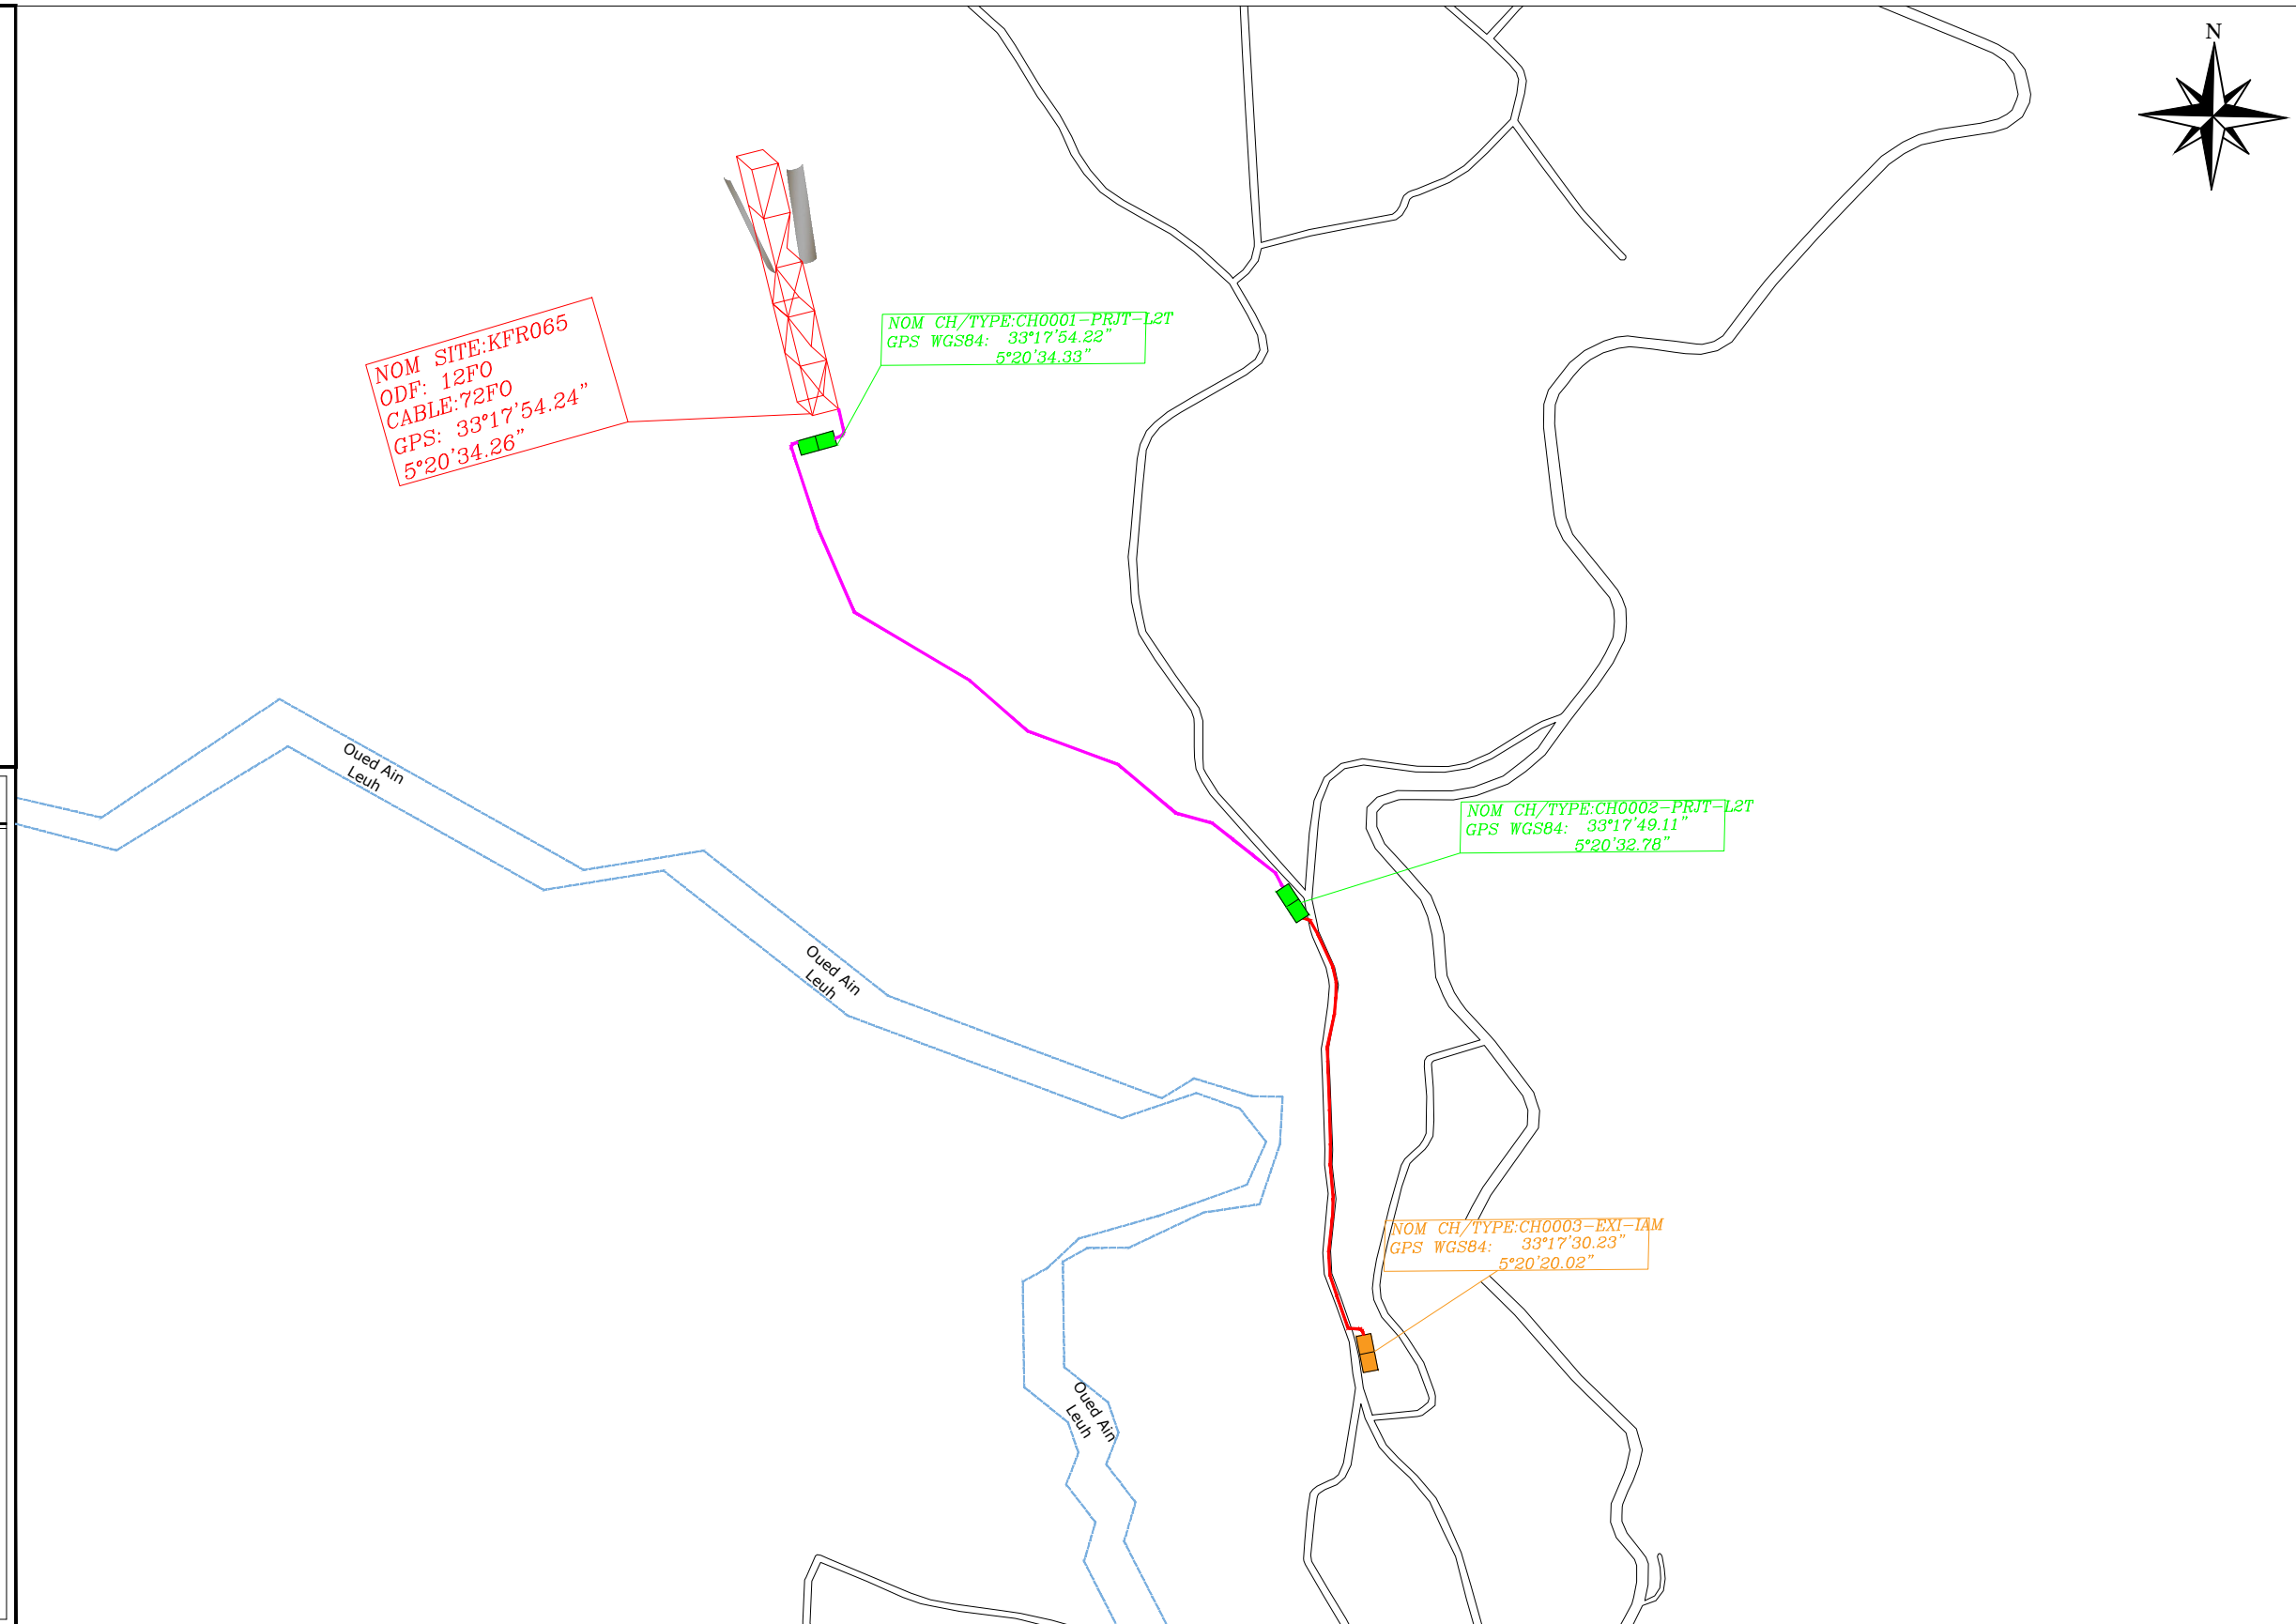 N
NOM SITE:KFR065
ODF: 12FO
CABLE:72FO
GPS: 33°17'54.24"
5°20'34.26"
NOM CH/TYPE:CH0001-PRJT-L2T
GPS WGS84: 33°17'54.22"
5°20'34.33"
Oued Ain
Leuh
NOM CH/TYPE:CH0002-PRJT-L2T
GPS WGS84: 33°17'49.11"
5°20'32.78"
Oued Ain
Leuh
NOM CH/TYPE:CH0003-EXI-IAM
GPS WGS84: 33°17'30.23"
5°20'20.02"
Oued Ain
Leuh